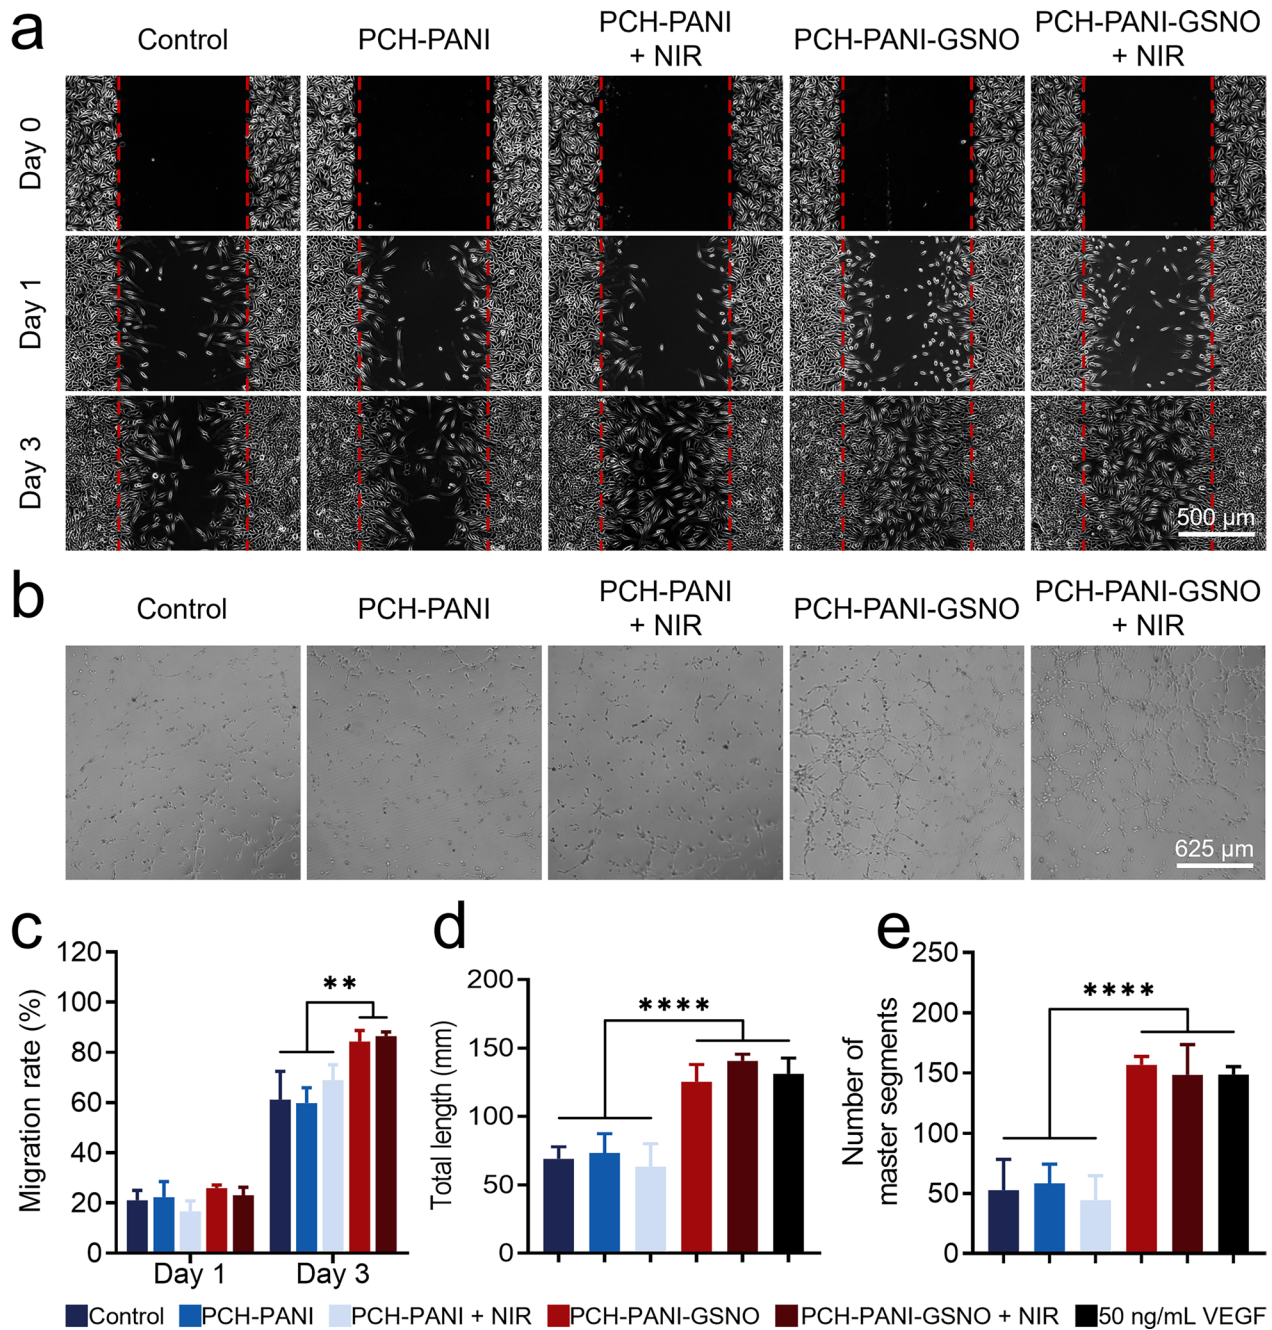 a
Control
PCH-PANI
PCH-PANI
+ NIR
PCH-PANI-GSNO
PCH-PANI-GSNO
+ NIR
Day 0
Day 1
Day 3
500 µm
b
Control
PCH-PANI
PCH-PANI
+ NIR
PCH-PANI-GSNO
PCH-PANI-GSNO
+ NIR
625 µm
c
Migration rate (%)
120
100
80
60
40
20
0
**
Day 1
Day 3
d
Total length (mm)
200
150
100
50
0
****
e
Number of
master segments
250
200
150
100
50
0
****
Control
PCH-PANI
PCH-PANI + NIR
PCH-PANI-GSNO
PCH-PANI-GSNO + NIR
50 ng/mL VEGF